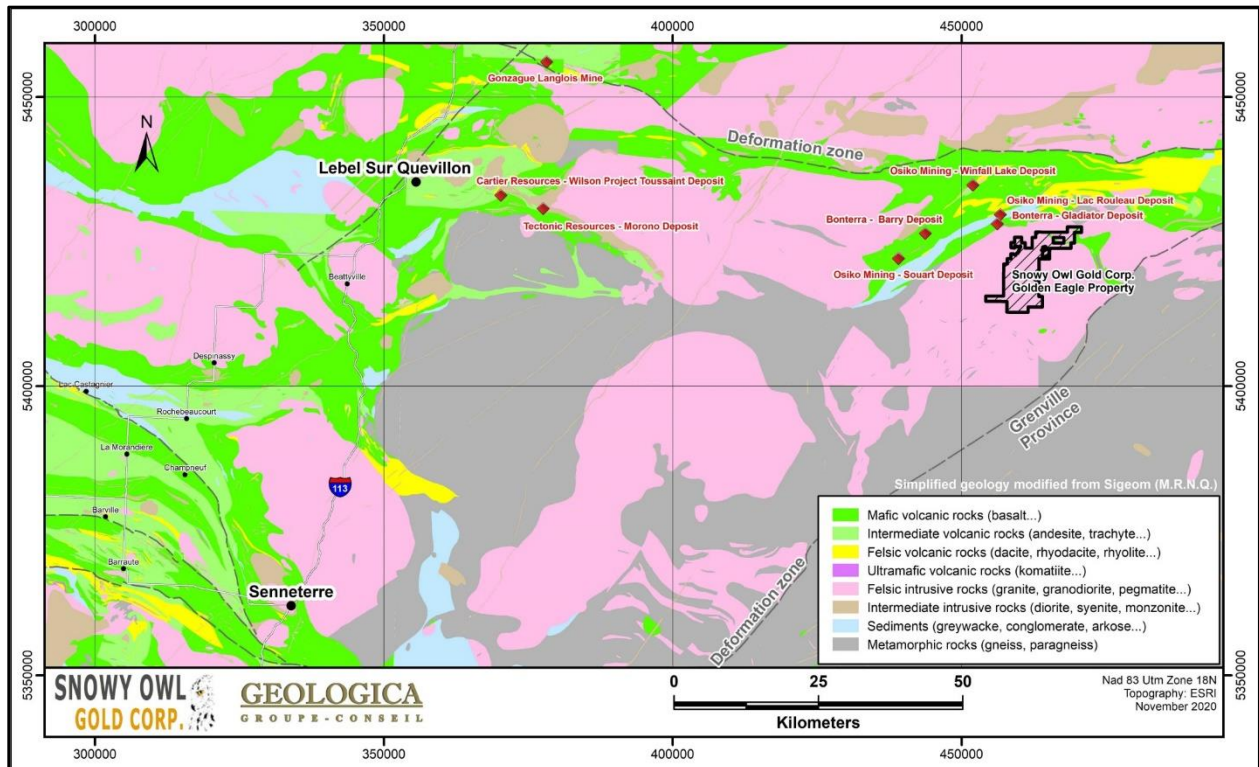 300000
350000
400000
450000
5450000
5450000
5400000
5400000
5350000
5350000
N
Gonzague Langlois Mine
Deformation zone
Lebel Sur Quevillon
Osiko Mining - Winfall Lake Deposit
Cartier Resources - Wilson Project Toussaint Deposit
Osiko Mining - Lac Rouleau Deposit
Tectonic Resources - Morono Deposit
Bonterra - Barry Deposit
Bonterra - Gladiator Deposit
Osiko Mining - Souart Deposit
Snowy Owl Gold Corp.
Golden Eagle Property
Beattyville
Despinassy
Lac Castagnier
Rochebeaucourt
La Morandière
Champneuf
Barville
Barraute
Senneterre
113
Grenville
Province
Deformation zone
Simplified geology modified from Sigeom (M.R.N.Q.)
Mafic volcanic rocks (basalt...)
Intermediate volcanic rocks (andesite, trachyte...)
Felsic volcanic rocks (dacite, rhyodacite, rhyolite...)
Ultramafic volcanic rocks (komatiite...)
Felsic intrusive rocks (granite, granodiorite, pegmatite...)
Intermediate intrusive rocks (diorite, syenite, monzonite...)
Sediments (greywacke, conglomerate, arkose...)
Metamorphic rocks (gneiss, paragneiss)
SNOWY OWL
GOLD CORP.
GEOLOGICA
GROUPE-CONSEIL
0 25 50
Kilometers
Nad 83 Utm Zone 18N
Topography: ESRI
November 2020
300000
350000
400000
450000